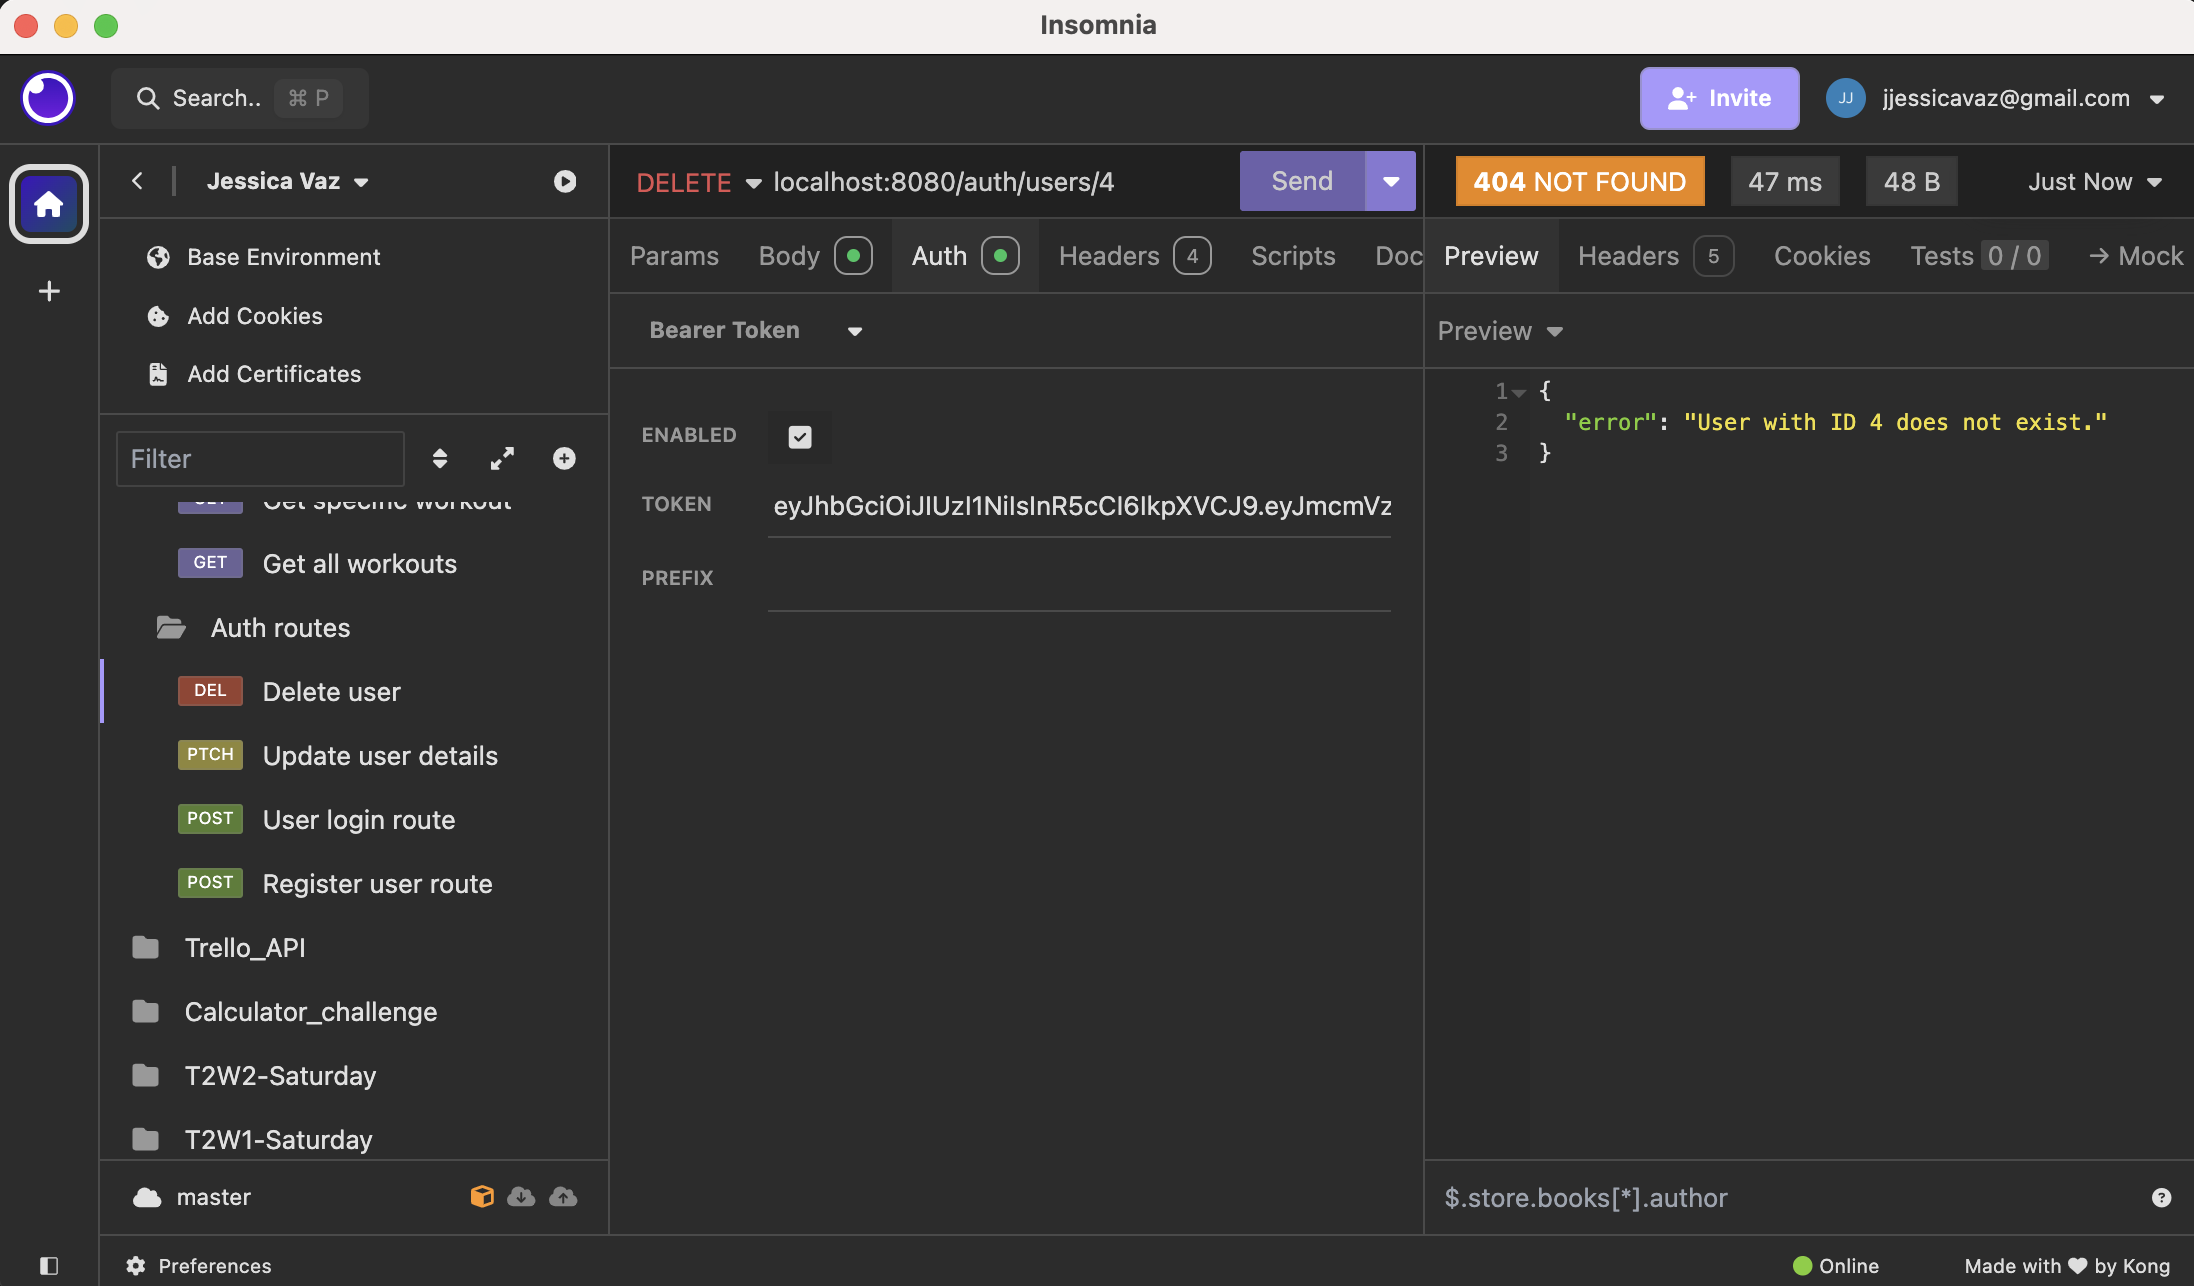 Insomnia
Search.. ⌘ P
Invite
JJ
jjessicavaz@gmail.com
Jessica Vaz
Base Environment
Add Cookies
Add Certificates
Filter
GET Get specific workout
GET Get all workouts
Auth routes
DEL Delete user
PTCH Update user details
POST User login route
POST Register user route
Trello_API
Calculator_challenge
T2W2-Saturday
T2W1-Saturday
master
DELETE localhost:8080/auth/users/4
Send
Params Body Auth Headers 4 Scripts Doc
Bearer Token
ENABLED
TOKEN eyJhbGciOiJIUzI1NiIsInR5cCI6IkpXVCJ9.eyJmcmVz
PREFIX
404 NOT FOUND 47 ms 48 B Just Now
Preview Headers 5 Cookies Tests 0 / 0 → Mock
Preview
1 {
2 "error": "User with ID 4 does not exist."
3 }
$.store.books[*].author
?
Preferences
Online
Made with ♥ by Kong